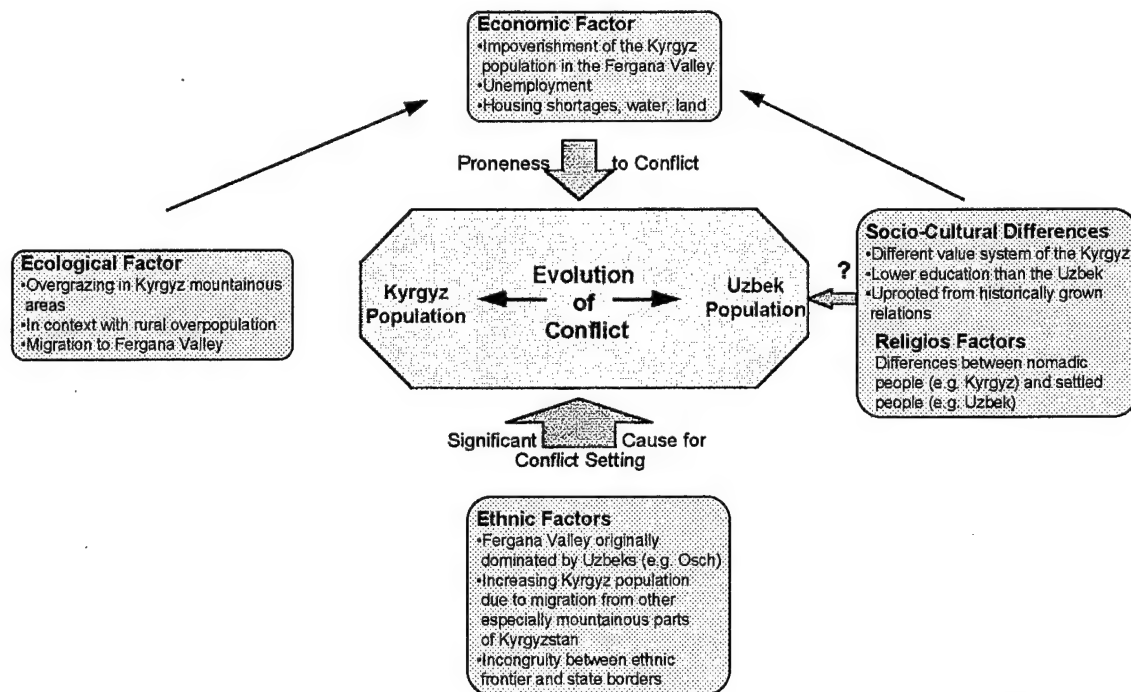 Economic Factor
•Impoverishment of the Kyrgyz
population in the Fergana Valley
•Unemployment
•Housing shortages, water, land
Proneness to Conflict
Ecological Factor
•Overgrazing in Kyrgyz mountainous
areas
•In context with rural overpopulation
•Migration to Fergana Valley
Kyrgyz
Population
Evolution
of
Conflict
Uzbek
Population
?
Socio-Cultural Differences
•Different value system of the Kyrgyz
•Lower education than the Uzbek
•Uprooted from historically grown
relations
Religios Factors
Differences between nomadic
people (e.g. Kyrgyz) and settled
people (e.g. Uzbek)
Significant Cause for
Conflict Setting
Ethnic Factors
•Fergana Valley originally
dominated by Uzbeks (e.g. Osch)
•Increasing Kyrgyz population
due to migration from other
especially mountainous parts
of Kyrgyzstan
•Incongruity between ethnic
frontier and state borders